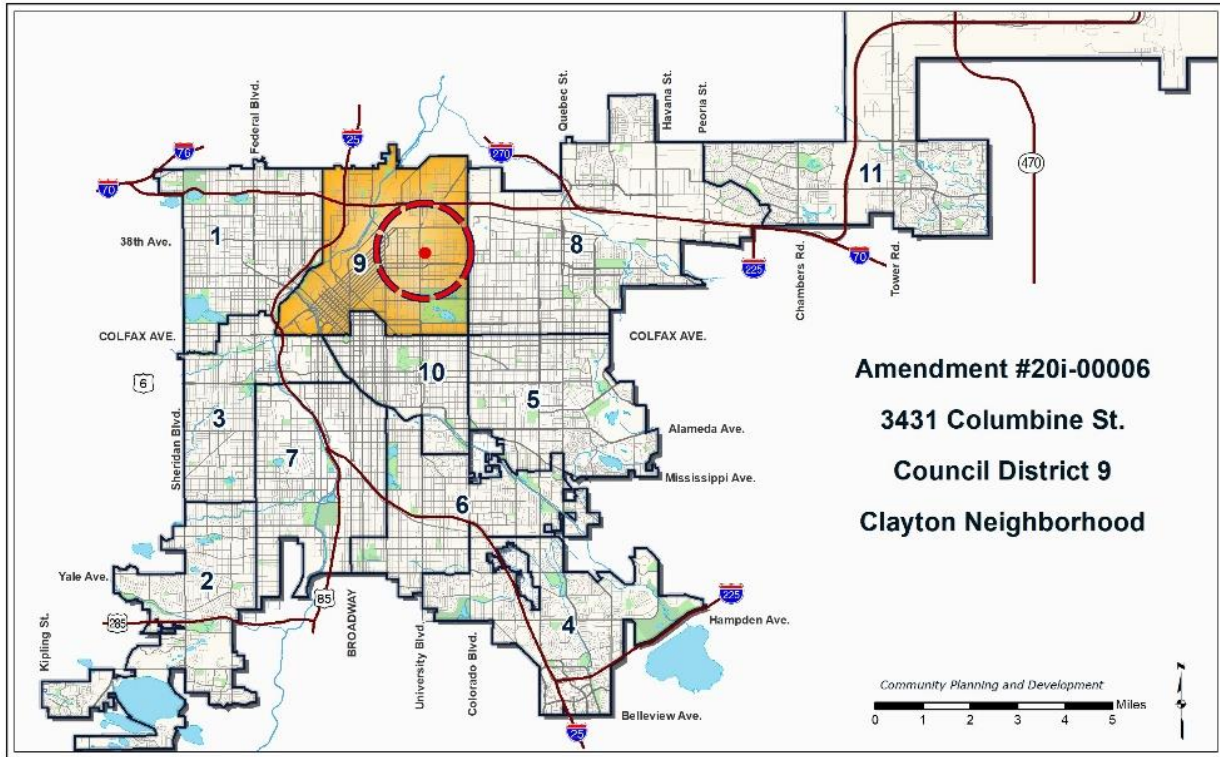 Federal Blvd.
Quebec St.
Havana St.
Peoria St.
76
25
270
70
470
38th Ave.
1
9
8
11
225
70
Chambers Rd.
Tower Rd.
COLFAX AVE.
COLFAX AVE.
6
10
5
3
Sheridan Blvd.
7
Alameda Ave.
Mississippi Ave.
6
Yale Ave.
2
85
285
BROADWAY
University Blvd.
Colorado Blvd.
4
225
Hampden Ave.
Kipling St.
Belleview Ave.
25
Amendment #20i-00006
3431 Columbine St.
Council District 9
Clayton Neighborhood
Community Planning and Development
Miles
0 1 2 3 4 5
Z